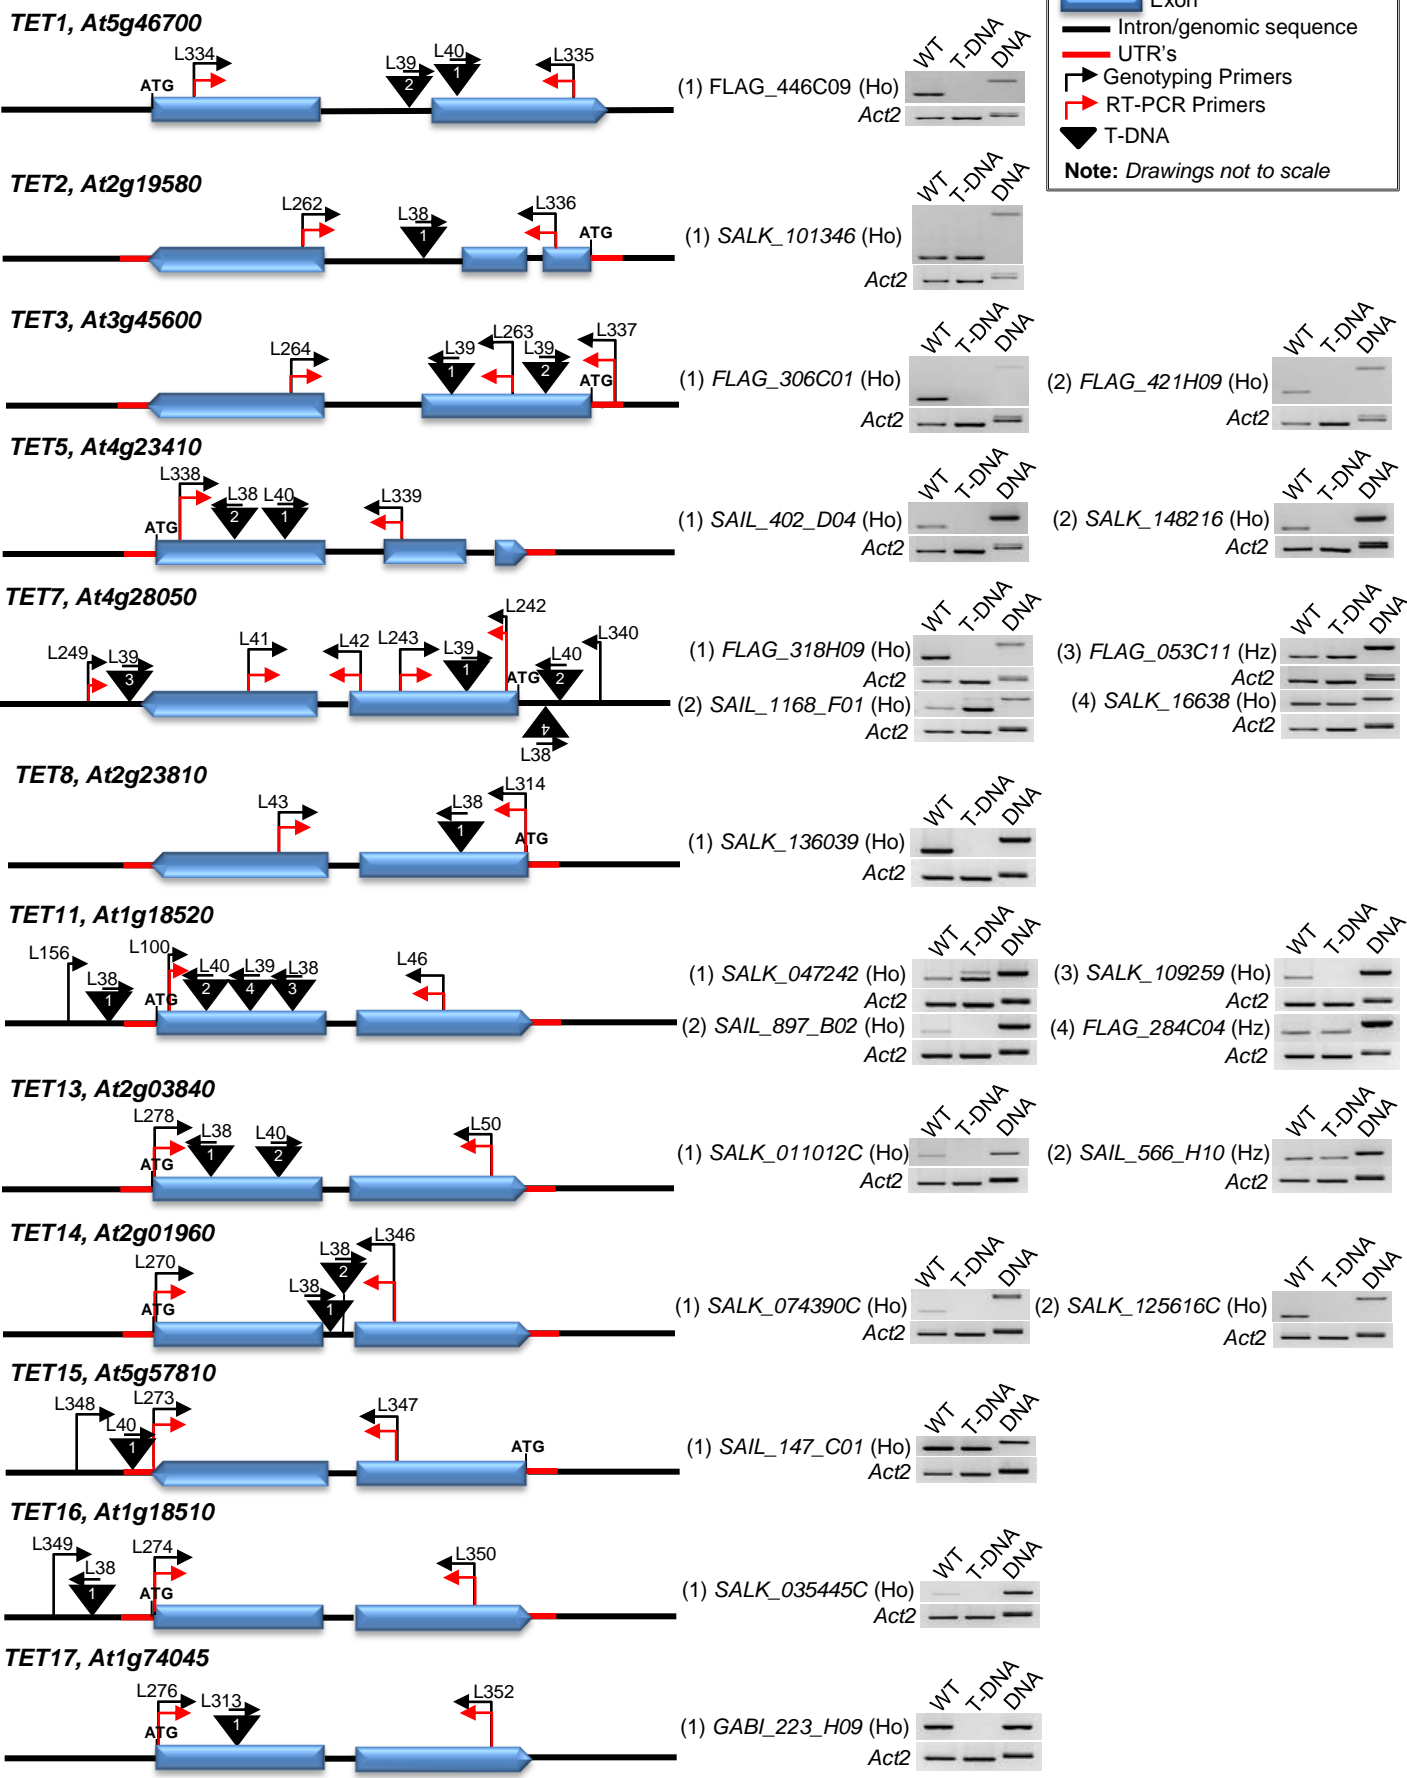 Exon
Intron/genomic sequence
UTR's
Genotyping Primers
RT-PCR Primers
T-DNA
Note: Drawings not to scale
TET1, At5g46700
L334
L39
L40
L335
ATG
2
1
WT T-DNA DNA
(1) FLAG_446C09 (Ho)
Act2
TET2, At2g19580
L262
L38
L336
ATG
1
WT T-DNA DNA
(1) SALK_101346 (Ho)
Act2
TET3, At3g45600
L264
L39
L263
L39
L337
ATG
1
2
WT T-DNA DNA
(1) FLAG_306C01 (Ho)
Act2
WT T-DNA DNA
(2) FLAG_421H09 (Ho)
Act2
TET5, At4g23410
L338
L38
L40
L339
ATG
2
1
WT T-DNA DNA
(1) SAIL_402_D04 (Ho)
Act2
WT T-DNA DNA
(2) SALK_148216 (Ho)
Act2
TET7, At4g28050
L249
L39
L41
L42
L243
L39
L242
L40
L340
ATG
3
1
2
4
L38
WT T-DNA DNA
(1) FLAG_318H09 (Ho)
Act2
(2) SAIL_1168_F01 (Ho)
Act2
WT T-DNA DNA
(3) FLAG_053C11 (Hz)
Act2
(4) SALK_16638 (Ho)
Act2
TET8, At2g23810
L43
L38
L314
ATG
1
WT T-DNA DNA
(1) SALK_136039 (Ho)
Act2
TET11, At1g18520
L156
L38
L100
L40
L39
L38
L46
ATG
1
2
4
3
WT T-DNA DNA
(1) SALK_047242 (Ho)
Act2
(2) SAIL_897_B02 (Ho)
Act2
WT T-DNA DNA
(3) SALK_109259 (Ho)
Act2
(4) FLAG_284C04 (Hz)
Act2
TET13, At2g03840
L278
L38
L40
L50
ATG
1
2
WT T-DNA DNA
(1) SALK_011012C (Ho)
Act2
WT T-DNA DNA
(2) SAIL_566_H10 (Hz)
Act2
TET14, At2g01960
L270
L38
L38
L346
ATG
1
2
WT T-DNA DNA
(1) SALK_074390C (Ho)
Act2
WT T-DNA DNA
(2) SALK_125616C (Ho)
Act2
TET15, At5g57810
L348
L40
L273
L347
ATG
1
WT T-DNA DNA
(1) SAIL_147_C01 (Ho)
Act2
TET16, At1g18510
L349
L38
L274
L350
ATG
1
WT T-DNA DNA
(1) SALK_035445C (Ho)
Act2
TET17, At1g74045
L276
L313
L352
ATG
1
WT T-DNA DNA
(1) GABI_223_H09 (Ho)
Act2